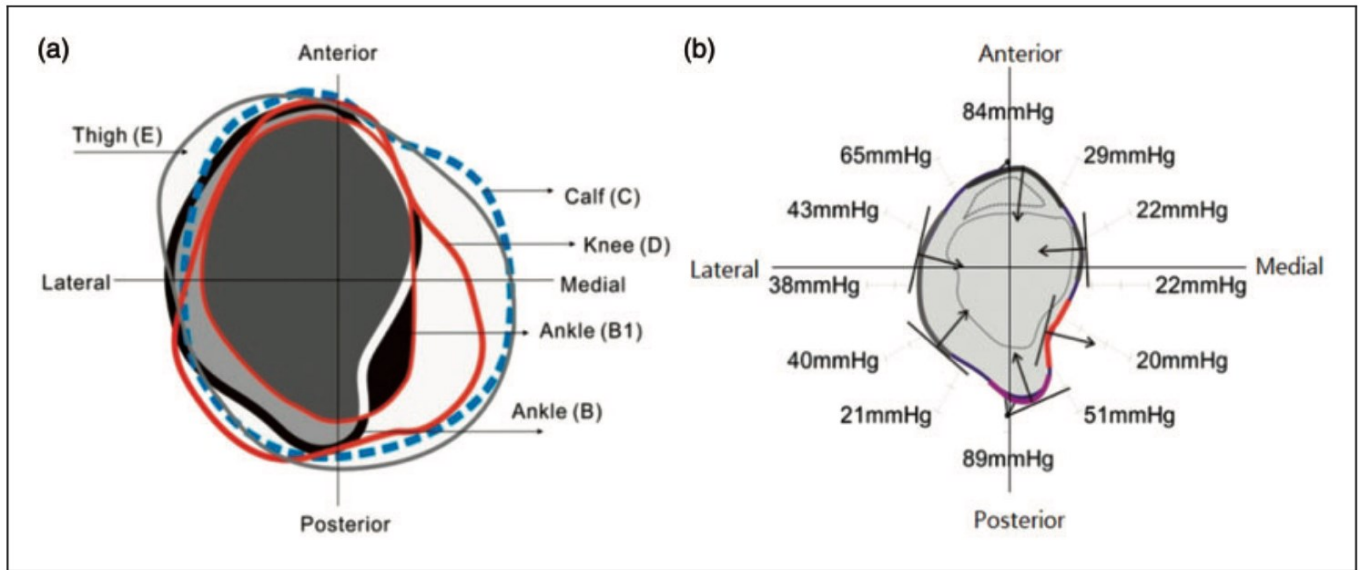 (a)
Anterior
Thigh (E)
Calf (C)
Knee (D)
Lateral
Medial
Ankle (B1)
Ankle (B)
Posterior
(b)
Anterior
84mmHg
65mmHg
29mmHg
43mmHg
22mmHg
Lateral
Medial
38mmHg
22mmHg
40mmHg
20mmHg
21mmHg
51mmHg
89mmHg
Posterior